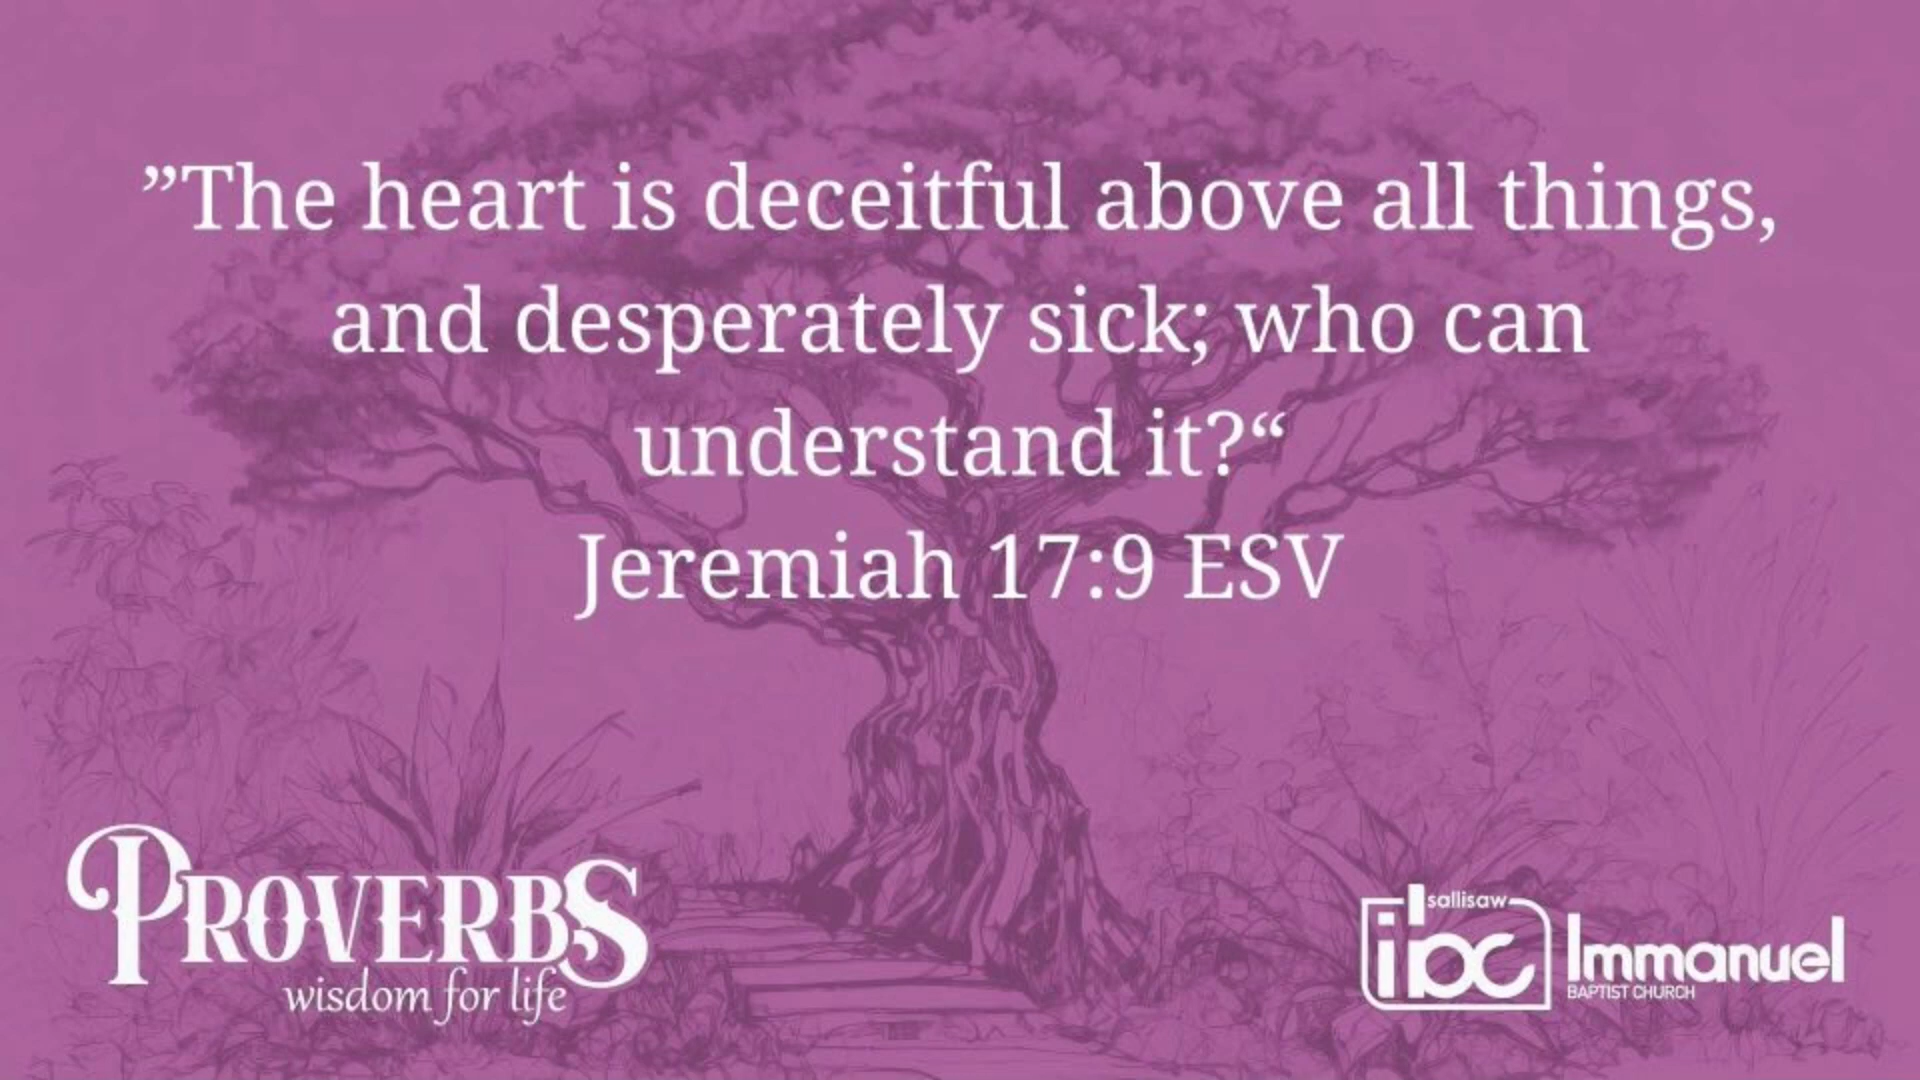 ”The heart is deceitful above all things,
and desperately sick; who can
understand it?“
Jeremiah 17:9 ESV
PROVERBS
wisdom for life
sallisaw
ibc
Immanuel
BAPTIST CHURCH